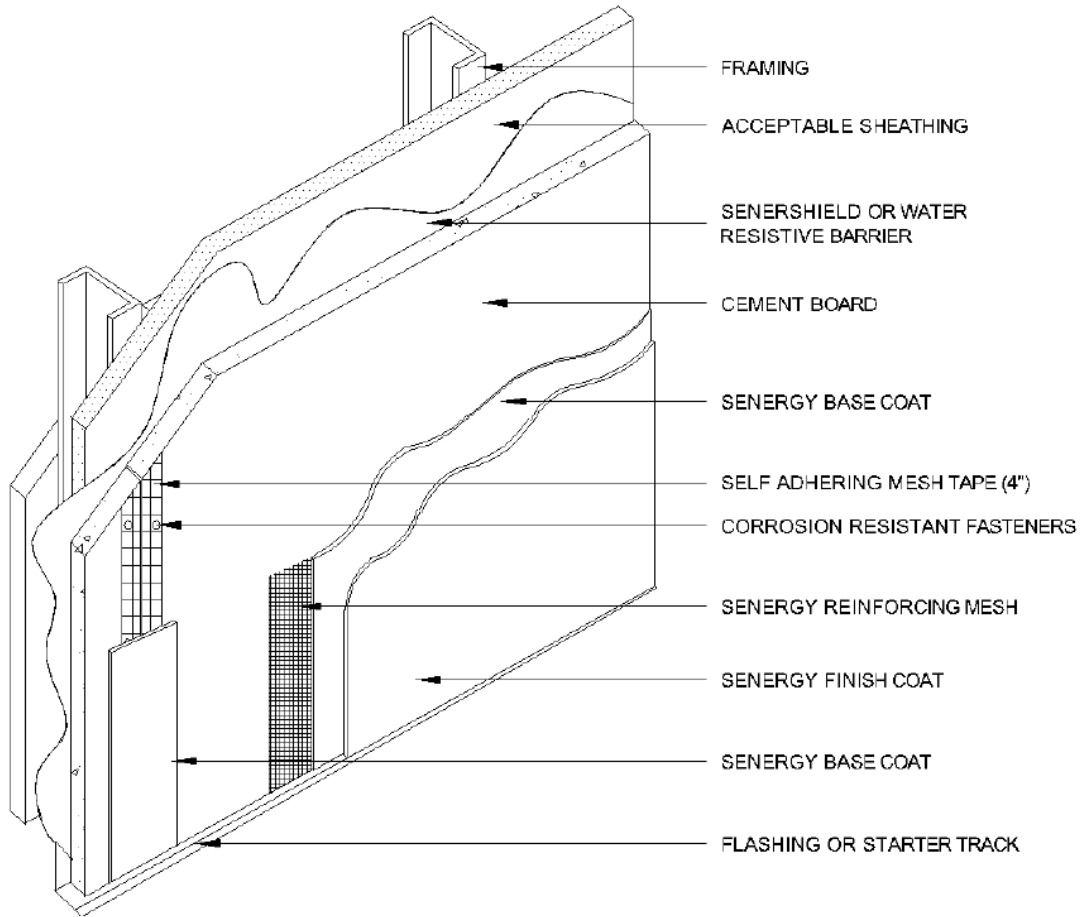 FRAMING
ACCEPTABLE SHEATHING
SENERSHIELD OR WATER
RESISTIVE BARRIER
CEMENT BOARD
SENERGY BASE COAT
SELF ADHERING MESH TAPE (4")
CORROSION RESISTANT FASTENERS
SENERGY REINFORCING MESH
SENERGY FINISH COAT
SENERGY BASE COAT
FLASHING OR STARTER TRACK